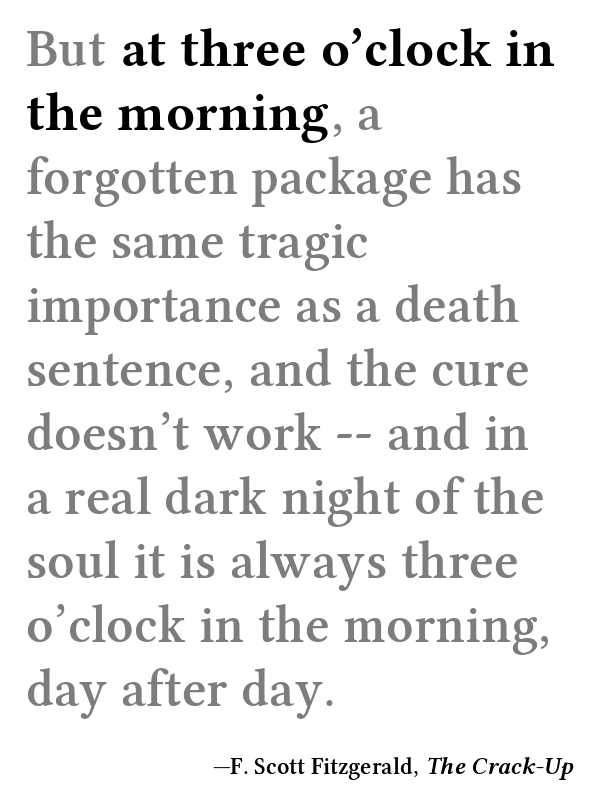 But at three o’clock in
the morning, a
forgotten package has
the same tragic
importance as a death
sentence, and the cure
doesn’t work -- and in
a real dark night of the
soul it is always three
o’clock in the morning,
day after day.
—F. Scott Fitzgerald, The Crack-Up